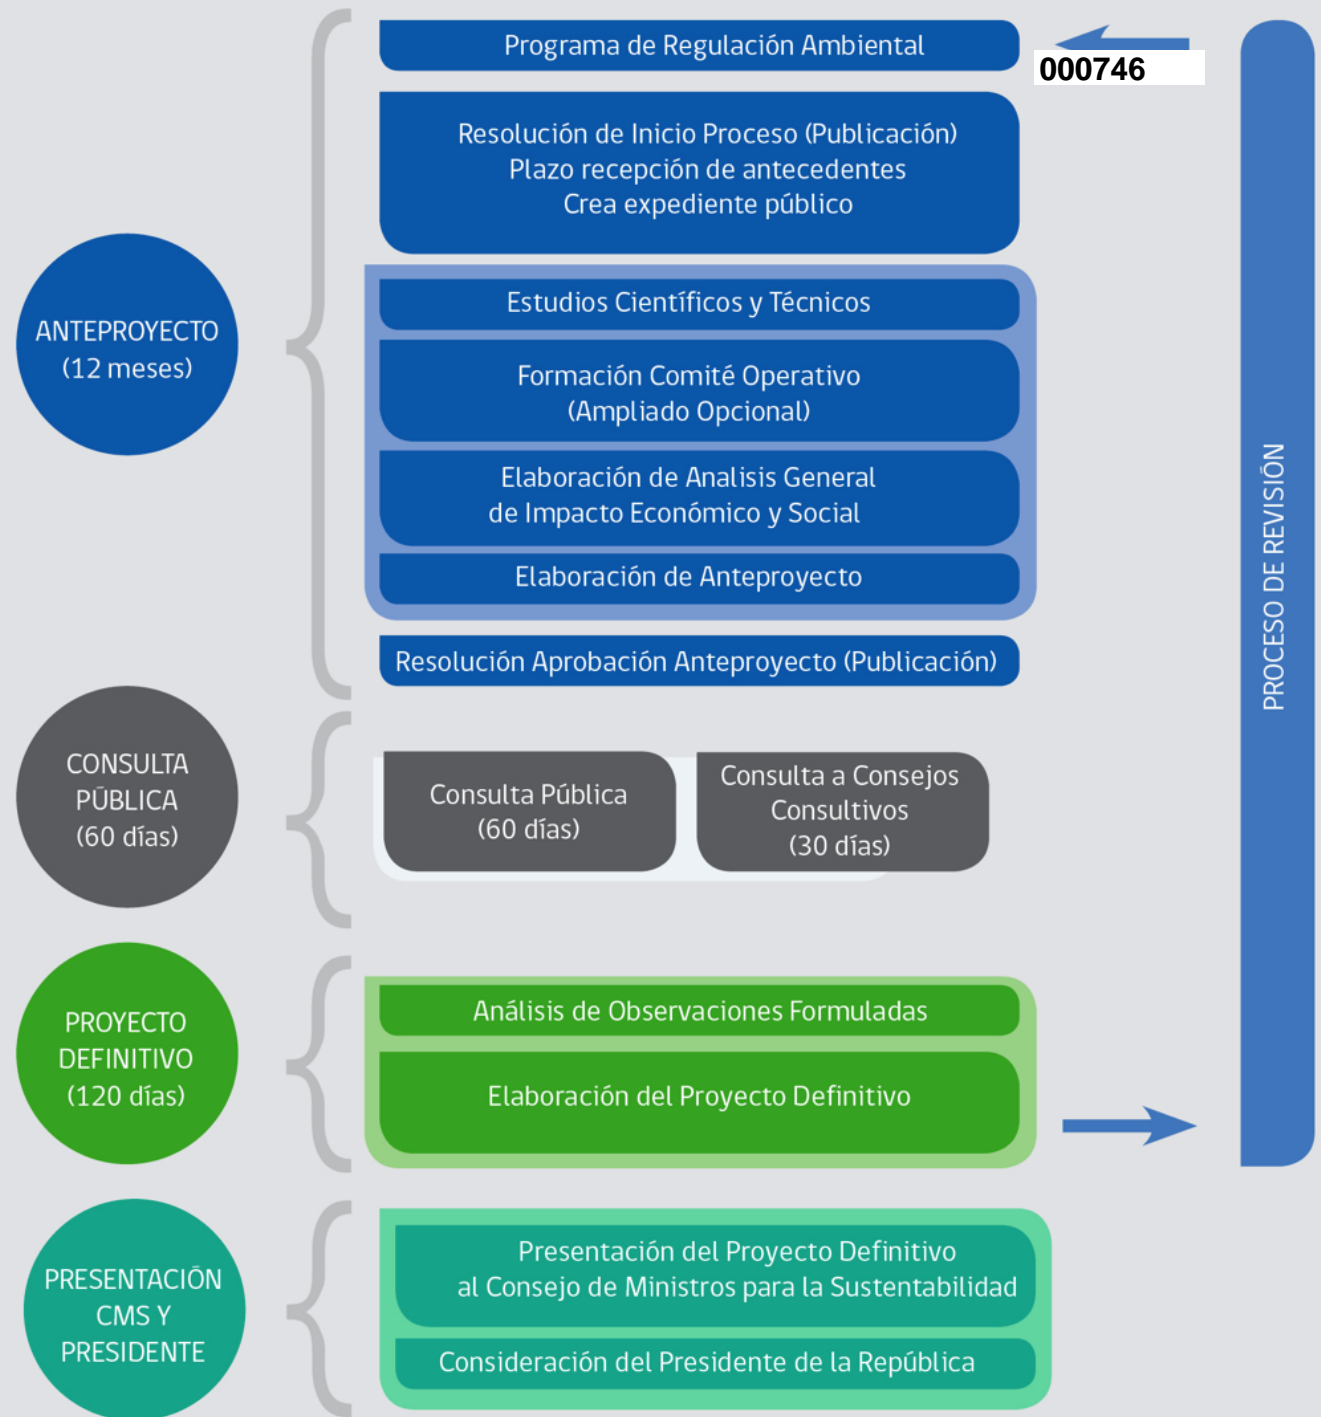 Programa de Regulación Ambiental
000746
Resolución de Inicio Proceso (Publicación)
Plazo recepción de antecedentes
Crea expediente público
ANTEPROYECTO
(12 meses)
Estudios Científicos y Técnicos
Formación Comité Operativo
(Ampliado Opcional)
Elaboración de Analisis General
de Impacto Económico y Social
Elaboración de Anteproyecto
Resolución Aprobación Anteproyecto (Publicación)
CONSULTA
PÚBLICA
(60 días)
Consulta Pública
(60 días)
Consulta a Consejos
Consultivos
(30 días)
PROYECTO
DEFINITIVO
(120 días)
Análisis de Observaciones Formuladas
Elaboración del Proyecto Definitivo
PRESENTACIÓN
CMS Y
PRESIDENTE
Presentación del Proyecto Definitivo
al Consejo de Ministros para la Sustentabilidad
Consideración del Presidente de la República
PROCESO DE REVISIÓN